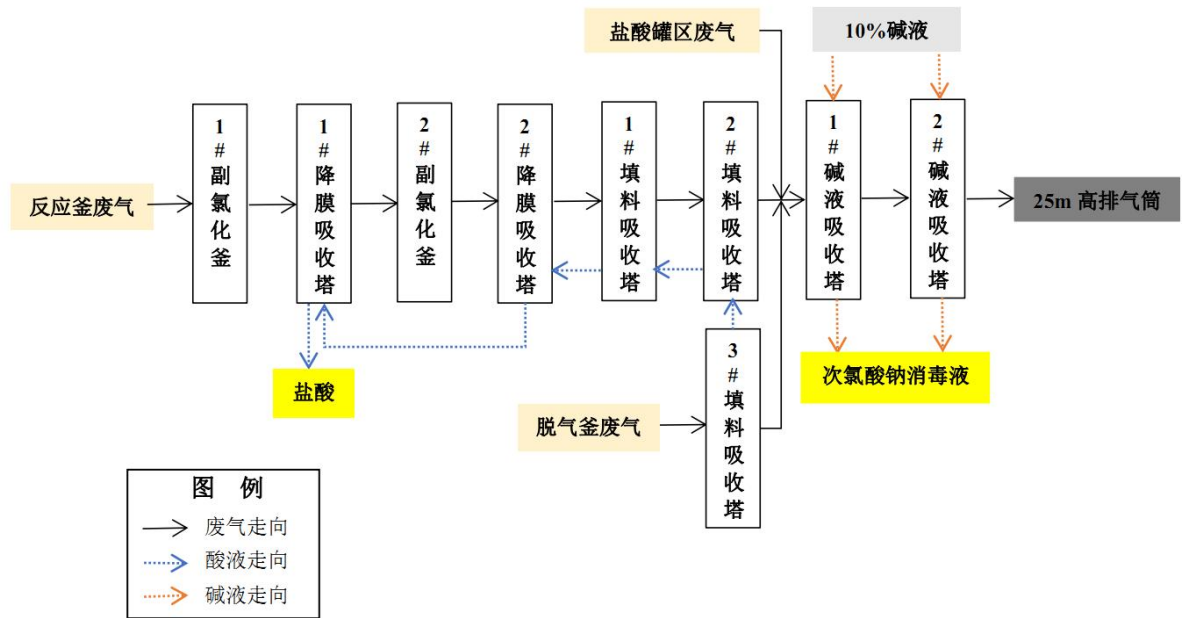 盐酸罐区废气
10%碱液
反应釜废气
1#副氯化釜
1#降膜吸收塔
2#副氯化釜
2#降膜吸收塔
1#填料吸收塔
2#填料吸收塔
1#碱液吸收塔
2#碱液吸收塔
25m 高排气筒
盐酸
脱气釜废气
3#填料吸收塔
次氯酸钠消毒液
图 例
废气走向
酸液走向
碱液走向